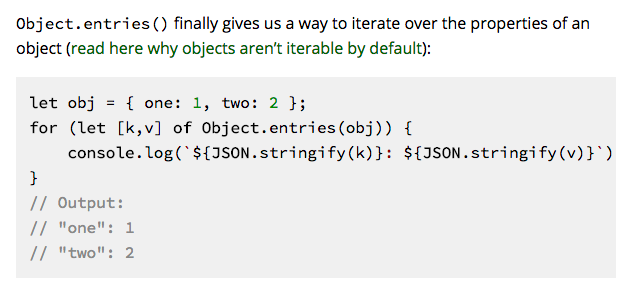 Object.entries() finally gives us a way to iterate over the properties of an
object (read here why objects aren’t iterable by default):
let obj = { one: 1, two: 2 };
for (let [k,v] of Object.entries(obj)) {
    console.log(`${JSON.stringify(k)}: ${JSON.stringify(v)}`)
}
// Output:
// "one": 1
// "two": 2